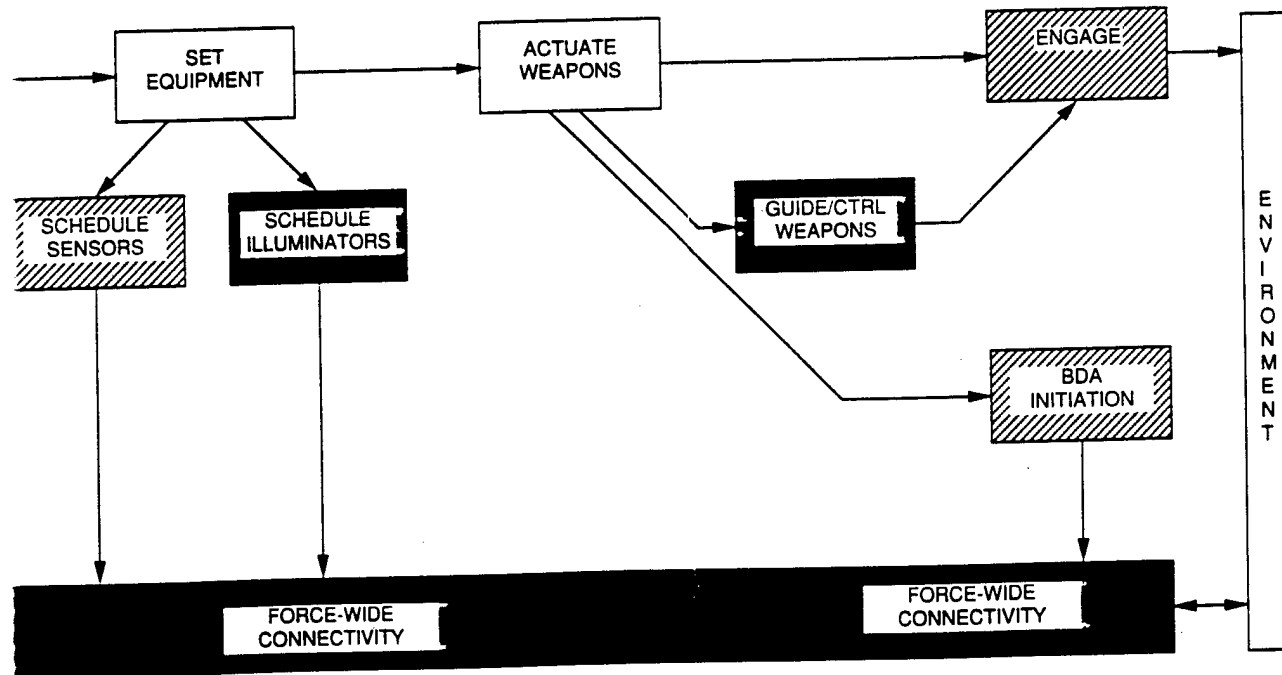 SET
EQUIPMENT
ACTUATE
WEAPONS
ENGAGE
SCHEDULE
SENSORS
SCHEDULE
ILLUMINATORS
GUIDE/CTRL
WEAPONS
BDA
INITIATION
FORCE-WIDE
CONNECTIVITY
FORCE-WIDE
CONNECTIVITY
ENVIRONMENT